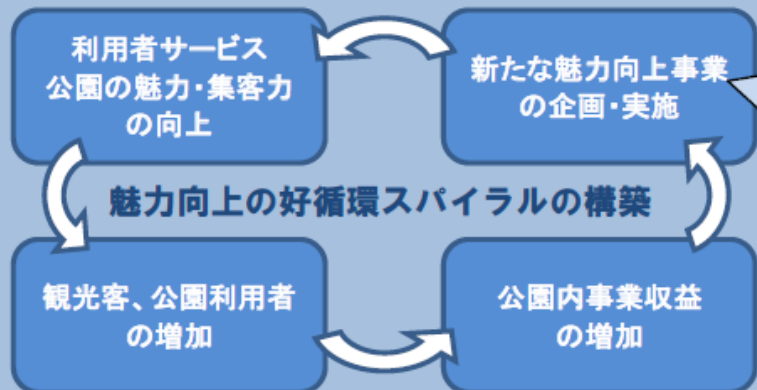 利用者サービス
公園の魅力・集客力
の向上
新たな魅力向上事業
の企画・実施
魅力向上の好循環スパイラルの構築
観光客、公園利用者
の増加
公園内事業収益
の増加